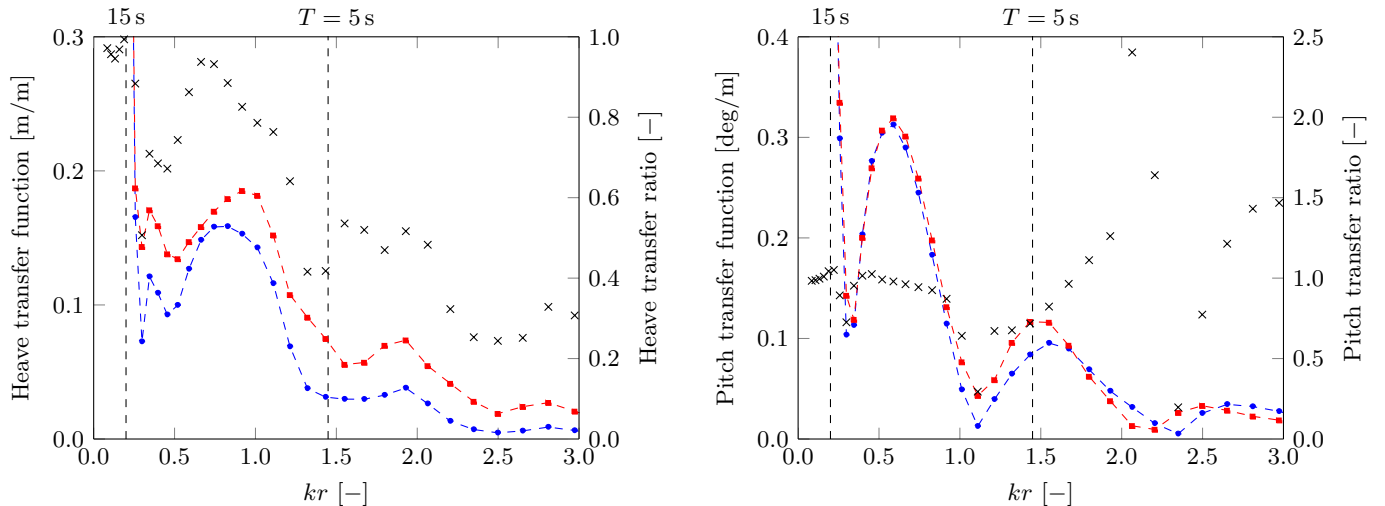 15 s T = 5 s
Heave transfer function [m/m]
0.3
0.2
0.1
0.0
1.0
0.8
0.6
0.4
0.2
0.0
Heave transfer ratio [−]
0.0 0.5 1.0 1.5 2.0 2.5 3.0
kr [−]
15 s T = 5 s
Pitch transfer function [deg/m]
0.4
0.3
0.2
0.1
0.0
2.5
2.0
1.5
1.0
0.5
0.0
Pitch transfer ratio [−]
0.0 0.5 1.0 1.5 2.0 2.5 3.0
kr [−]